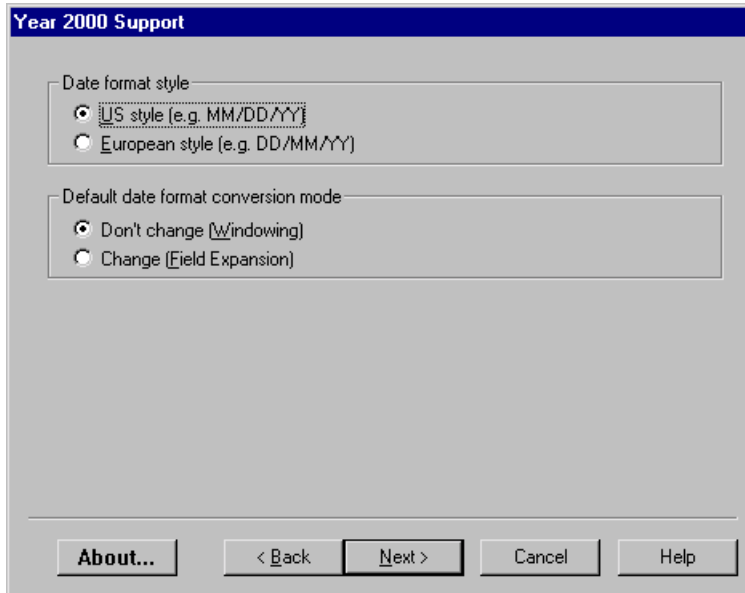 Year 2000 Support
Date format style
US style (e.g. MM/DD/YY)
European style (e.g. DD/MM/YY)
Default date format conversion mode
Don't change (Windowing)
Change (Field Expansion)
About... < Back Next > Cancel Help